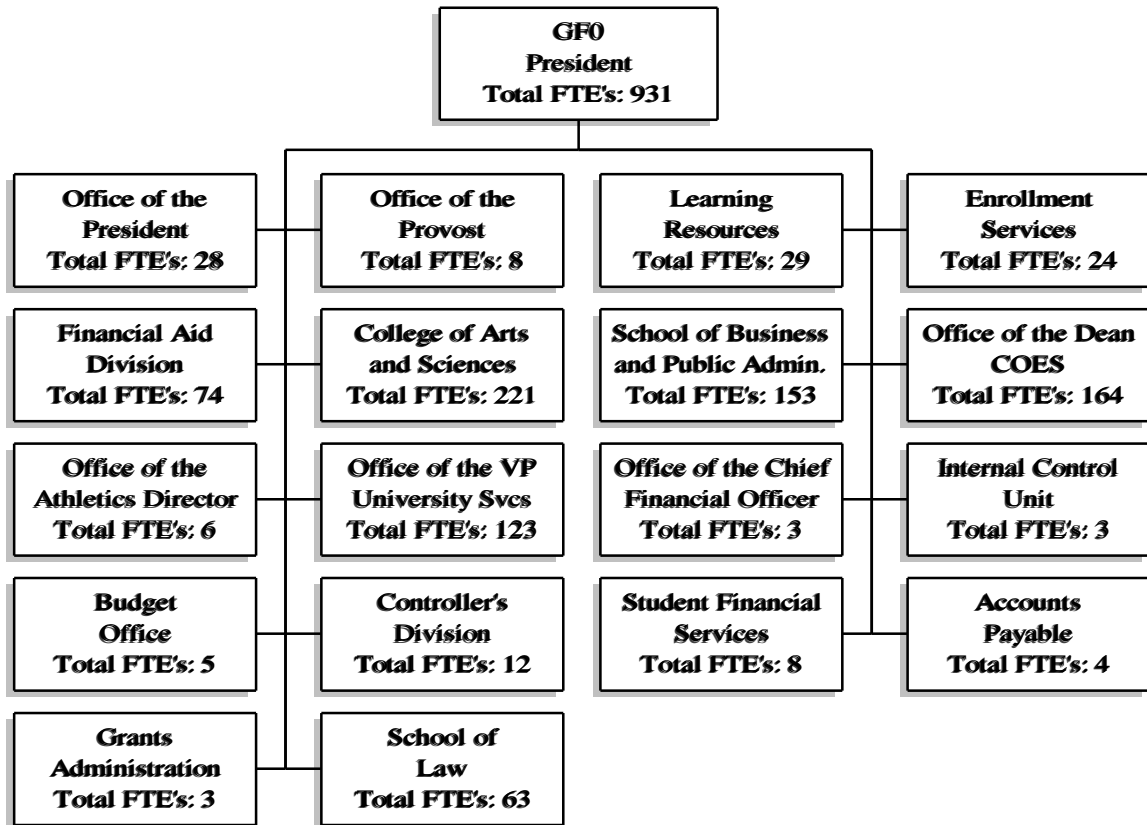 GF0
President
Total FTE's: 931
Office of the
President
Total FTE's: 28
Office of the
Provost
Total FTE's: 8
Learning
Resources
Total FTE's: 29
Enrollment
Services
Total FTE's: 24
Financial Aid
Division
Total FTE's: 74
College of Arts
and Sciences
Total FTE's: 221
School of Business
and Public Admin.
Total FTE's: 153
Office of the Dean
COES
Total FTE's: 164
Office of the
Athletics Director
Total FTE's: 6
Office of the VP
University Svcs
Total FTE's: 123
Office of the Chief
Financial Officer
Total FTE's: 3
Internal Control
Unit
Total FTE's: 3
Budget
Office
Total FTE's: 5
Controller's
Division
Total FTE's: 12
Student Financial
Services
Total FTE's: 8
Accounts
Payable
Total FTE's: 4
Grants
Administration
Total FTE's: 3
School of
Law
Total FTE's: 63